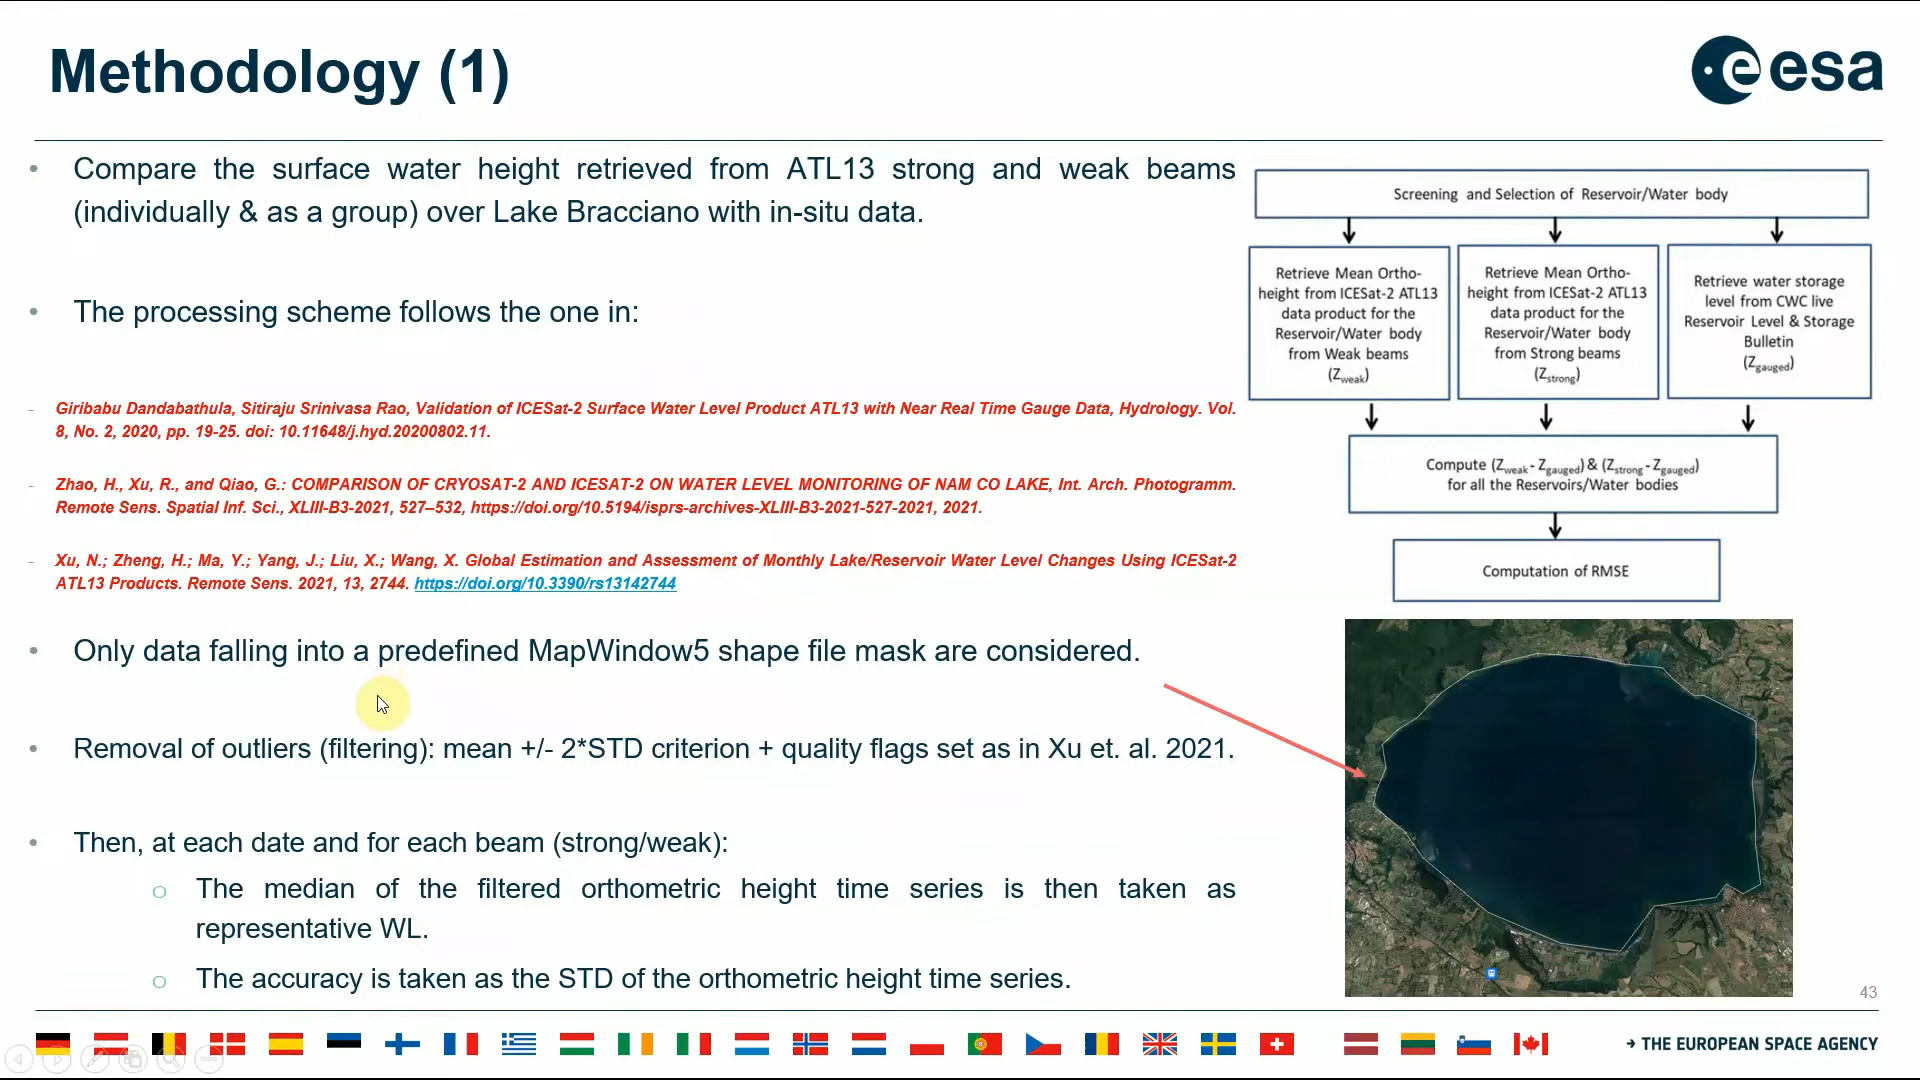 Methodology (1)
esa
• Compare the surface water height retrieved from ATL13 strong and weak beams
(individually & as a group) over Lake Bracciano with in-situ data.
• The processing scheme follows the one in:
- Giribabu Dandabathula, Sitiraju Srinivasa Rao, Validation of ICESat-2 Surface Water Level Product ATL13 with Near Real Time Gauge Data, Hydrology. Vol.
8, No. 2, 2020, pp. 19-25. doi: 10.11648/j.hyd.20200802.11.
- Zhao, H., Xu, R., and Qiao, G.: COMPARISON OF CRYOSAT-2 AND ICESAT-2 ON WATER LEVEL MONITORING OF NAM CO LAKE, Int. Arch. Photogramm.
Remote Sens. Spatial Inf. Sci., XLIII-B3-2021, 527–532, https://doi.org/10.5194/isprs-archives-XLIII-B3-2021-527-2021, 2021.
- Xu, N.; Zheng, H.; Ma, Y.; Yang, J.; Liu, X.; Wang, X. Global Estimation and Assessment of Monthly Lake/Reservoir Water Level Changes Using ICESat-2
ATL13 Products. Remote Sens. 2021, 13, 2744. https://doi.org/10.3390/rs13142744
• Only data falling into a predefined MapWindow5 shape file mask are considered.
• Removal of outliers (filtering): mean +/- 2*STD criterion + quality flags set as in Xu et. al. 2021.
• Then, at each date and for each beam (strong/weak):
o The median of the filtered orthometric height time series is then taken as
representative WL.
o The accuracy is taken as the STD of the orthometric height time series.
Screening and Selection of Reservoir/Water body
Retrieve Mean Ortho-
height from ICESat-2 ATL13
data product for the
Reservoir/Water body
from Weak beams
(Zweak)
Retrieve Mean Ortho-
height from ICESat-2 ATL13
data product for the
Reservoir/Water body
from Strong beams
(Zstrong)
Retrieve water storage
level from CWC live
Reservoir Level & Storage
Bulletin
(Zgauged)
Compute (Zweak - Zgauged) & (Zstrong - Zgauged)
for all the Reservoirs/Water bodies
Computation of RMSE
43
→ THE EUROPEAN SPACE AGENCY